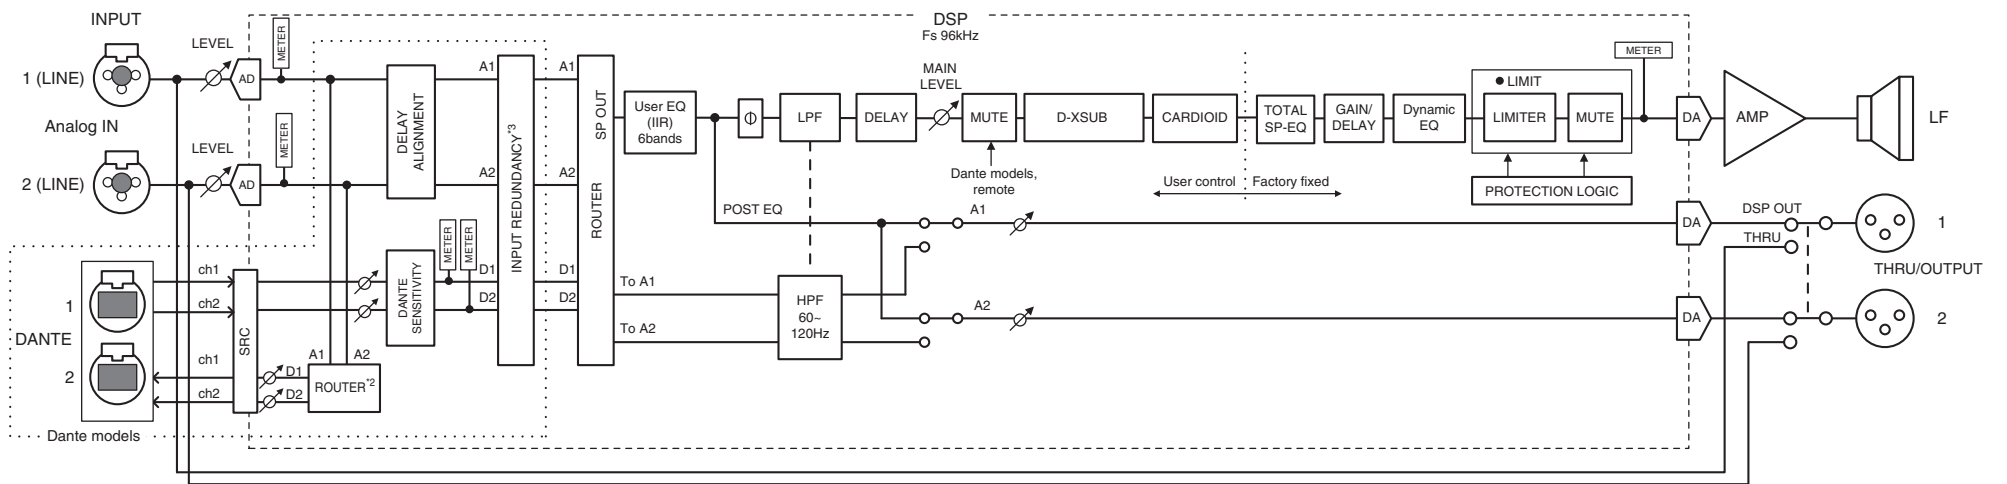 INPUT
DSP
Fs 96kHz
LEVEL
METER
METER
1 (LINE)
AD
A1
A1
MAIN
LEVEL
LIMIT
DELAY
ALIGNMENT
INPUT REDUNDANCY*3
SP OUT
ROUTER
User EQ
(IIR)
6bands
Φ
LPF
DELAY
MUTE
D-XSUB
CARDIOID
TOTAL
SP-EQ
GAIN/
DELAY
Dynamic
EQ
LIMITER
MUTE
DA
AMP
LF
Analog IN
METER
LEVEL
2 (LINE)
AD
A2
A2
Dante models,
remote
User control
Factory fixed
PROTECTION LOGIC
POST EQ
A1
DA
DSP OUT
1
THRU
METER
METER
ch1
D1
D1
THRU/OUTPUT
To A1
1
ch2
DANTE
SENSITIVITY
D2
D2
HPF
60~
120Hz
A2
DA
2
DANTE
SRC
To A2
A1
A2
ch1
D1
2
ROUTER*2
ch2
D2
Dante models